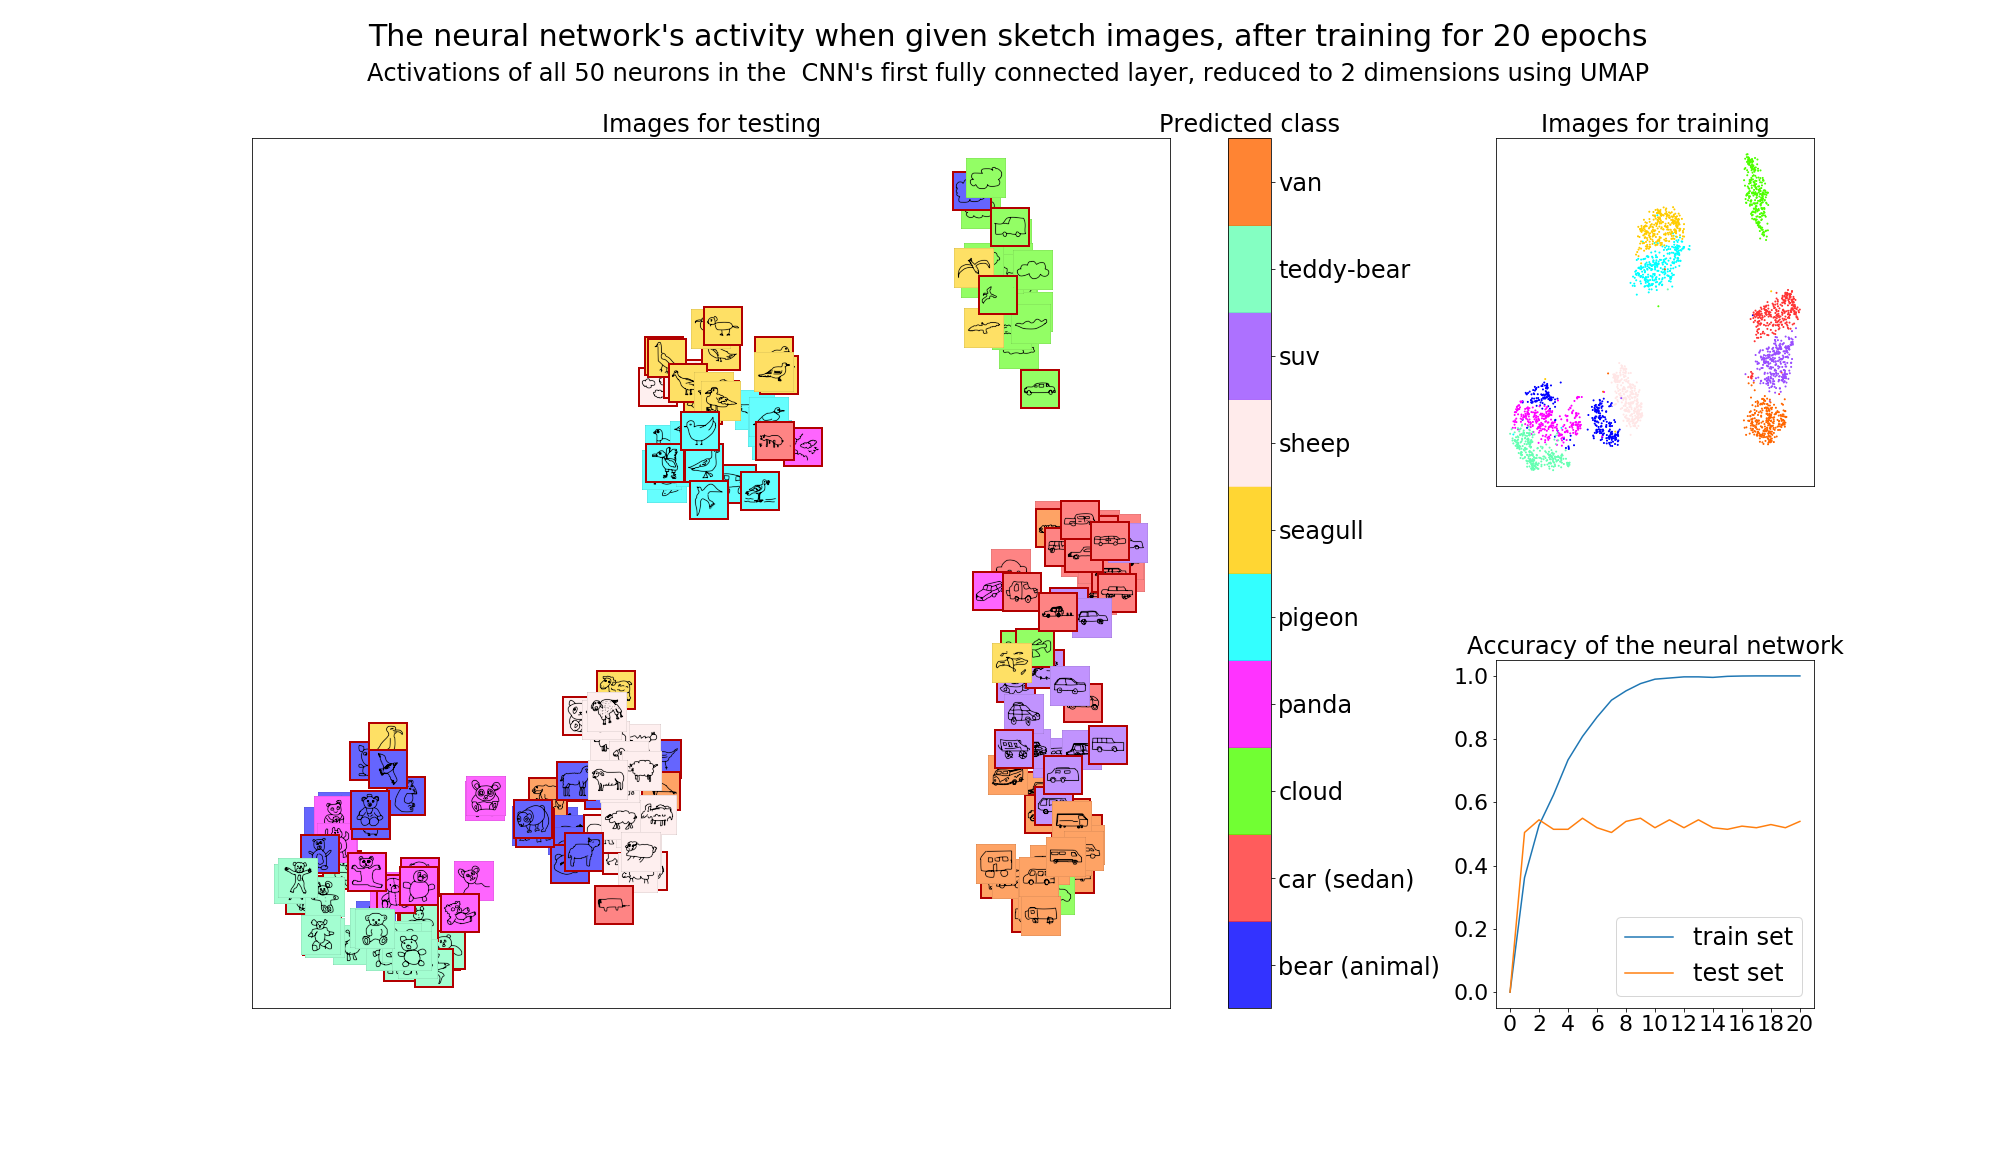 The neural network's activity when given sketch images, after training for 20 epochs
Activations of all 50 neurons in the  CNN's first fully connected layer, reduced to 2 dimensions using UMAP
Images for testing
Predicted class
van
teddy-bear
suv
sheep
seagull
pigeon
panda
cloud
car (sedan)
bear (animal)
Images for training
Accuracy of the neural network
1.0
0.8
0.6
0.4
0.2
0.0
train set
test set
0 2 4 6 8 10 12 14 16 18 20